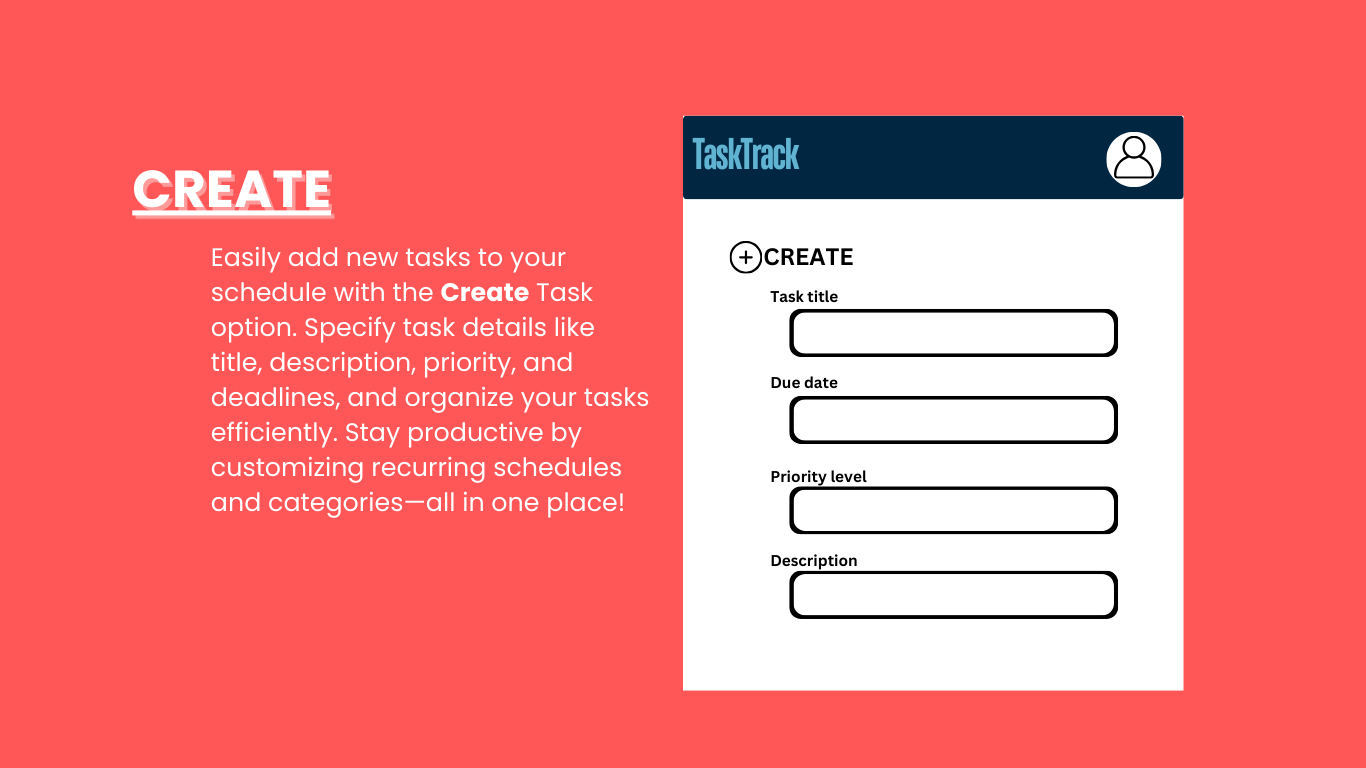 CREATE
Easily add new tasks to your
schedule with the Create Task
option. Specify task details like
title, description, priority, and
deadlines, and organize your tasks
efficiently. Stay productive by
customizing recurring schedules
and categories—all in one place!
TaskTrack
CREATE
Task title
Due date
Priority level
Description